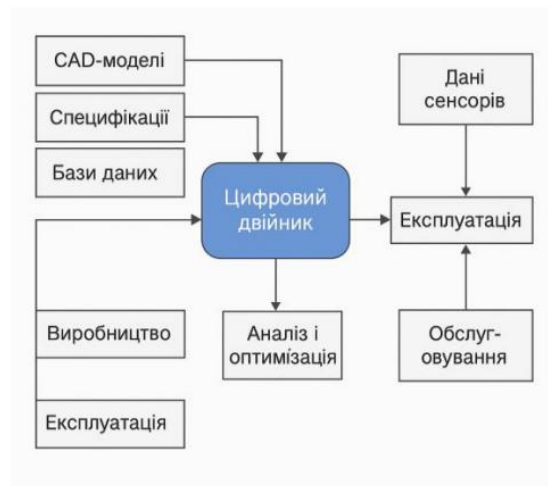 CAD-моделі
Специфікації
Бази даних
Цифровий
двійник
Дані
сенсорів
Експлуатація
Виробництво
Аналіз і
оптимізація
Обслуг-
овування
Експлуатація